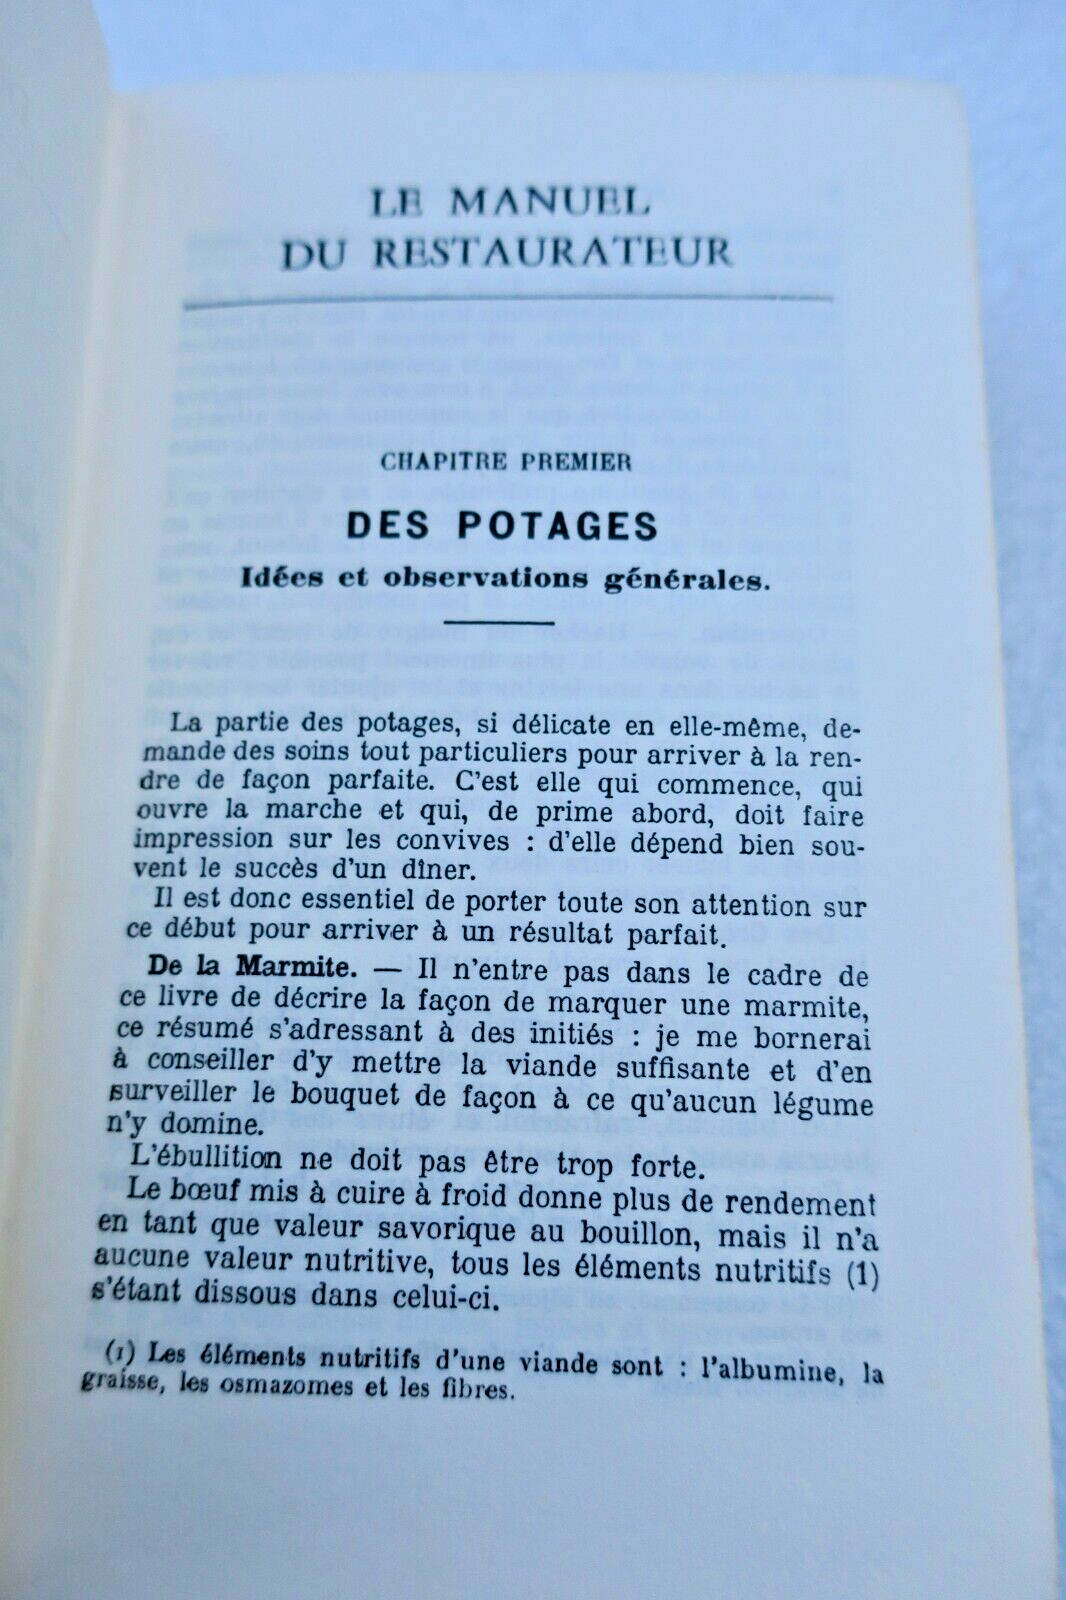 LE MANUEL
DU RESTAURATEUR
CHAPITRE PREMIER
DES POTAGES
Idées et observations générales.
La partie des potages, si délicate en elle-même, de-
mande des soins tout particuliers pour arriver à la ren-
dre de façon parfaite. C'est elle qui commence, qui
ouvre la marche et qui, de prime abord, doit faire
impression sur les convives : d'elle dépend bien sou-
vent le succès d'un dîner.
Il est donc essentiel de porter toute son attention sur
ce début pour arriver à un résultat parfait.
De la Marmite. — Il n'entre pas dans le cadre de
ce livre de décrire la façon de marquer une marmite,
ce résumé s'adressant à des initiés : je me bornerai
à conseiller d'y mettre la viande suffisante et d'en
surveiller le bouquet de façon à ce qu'aucun légume
n'y domine.
L'ébullition ne doit pas être trop forte.
Le bœuf mis à cuire à froid donne plus de rendement
en tant que valeur savorique au bouillon, mais il n'a
aucune valeur nutritive, tous les éléments nutritifs (1)
s'étant dissous dans celui-ci.
(1) Les éléments nutritifs d'une viande sont : l'albumine, la
graisse, les osmazomes et les fibres.